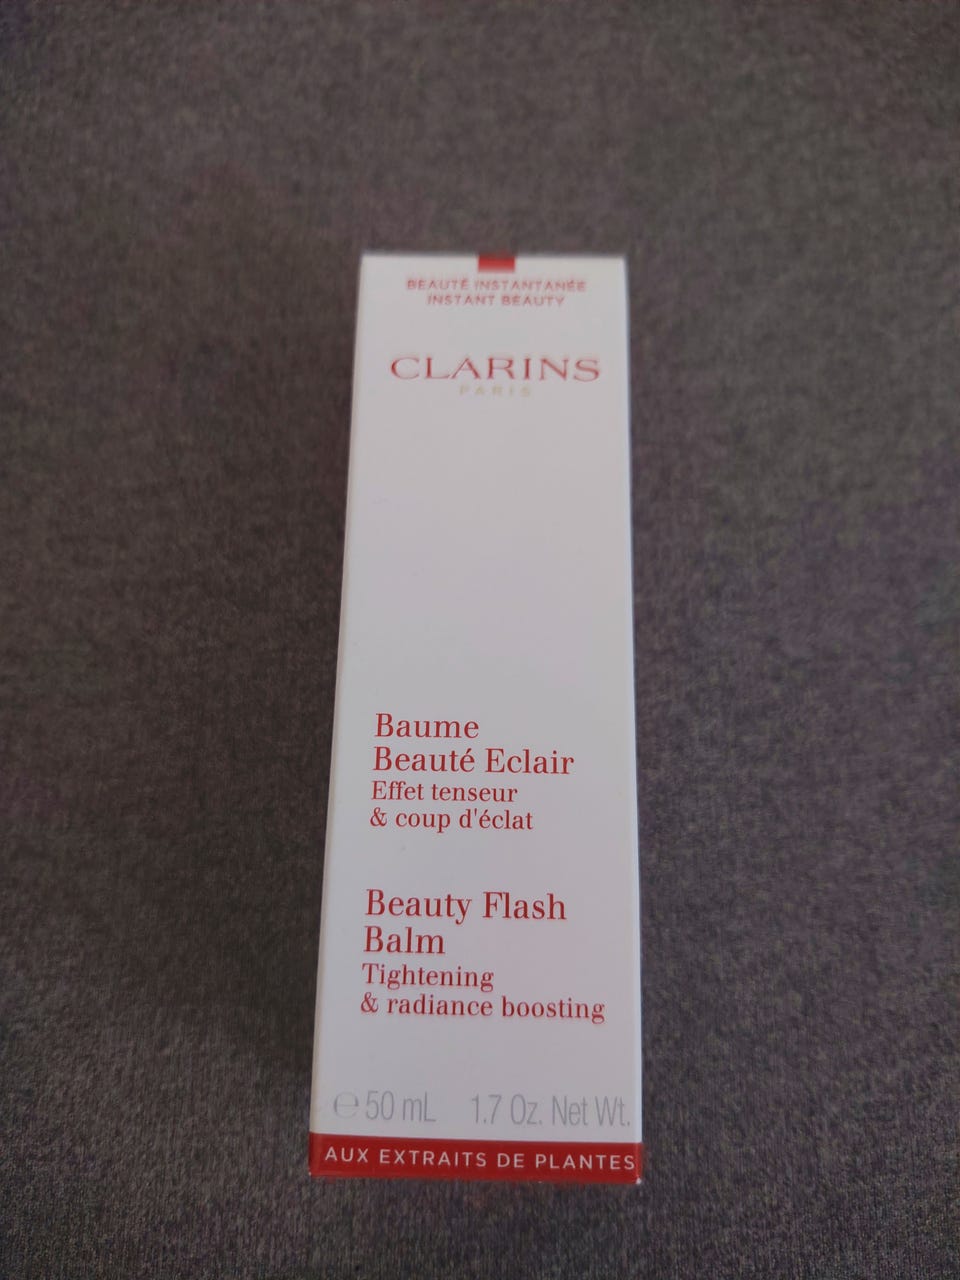 BEAUTÉ INSTANTANÉE
INSTANT BEAUTY
CLARINS
PARIS
Baume
Beauté Eclair
Effet tenseur
& coup d'éclat
Beauty Flash
Balm
Tightening
& radiance boosting
℮ 50 mL 1.7 Oz. Net Wt.
AUX EXTRAITS DE PLANTES